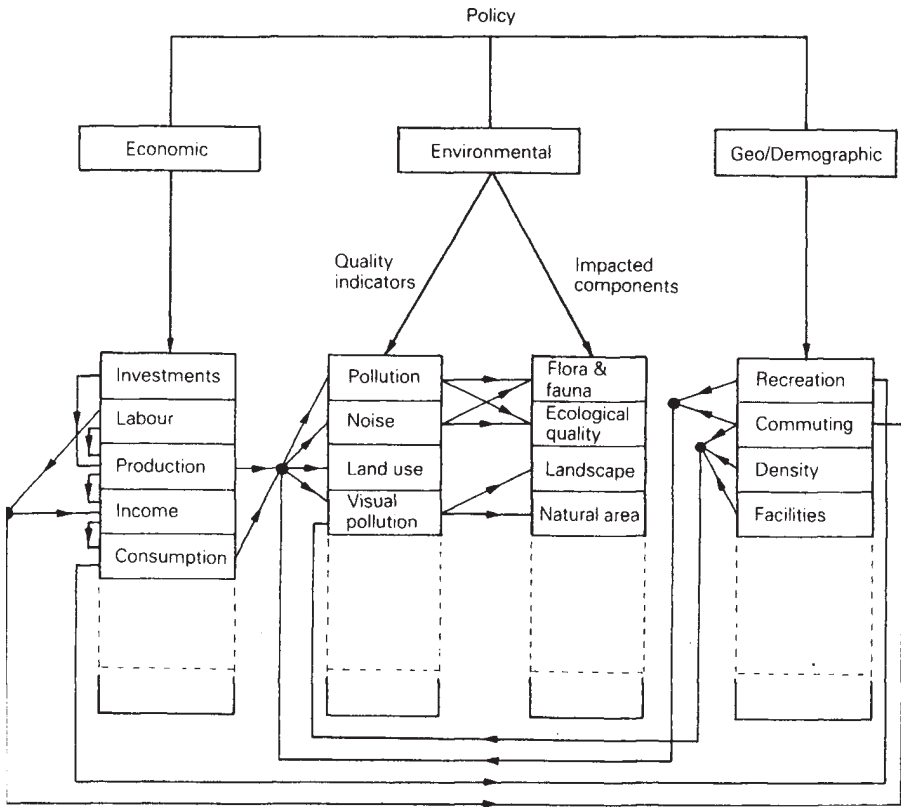 Policy
Economic
Environmental
Geo/Demographic
Quality
indicators
Impacted
components
Investments
Labour
Production
Income
Consumption
Pollution
Noise
Land use
Visual
pollution
Flora &
fauna
Ecological
quality
Landscape
Natural area
Recreation
Commuting
Density
Facilities